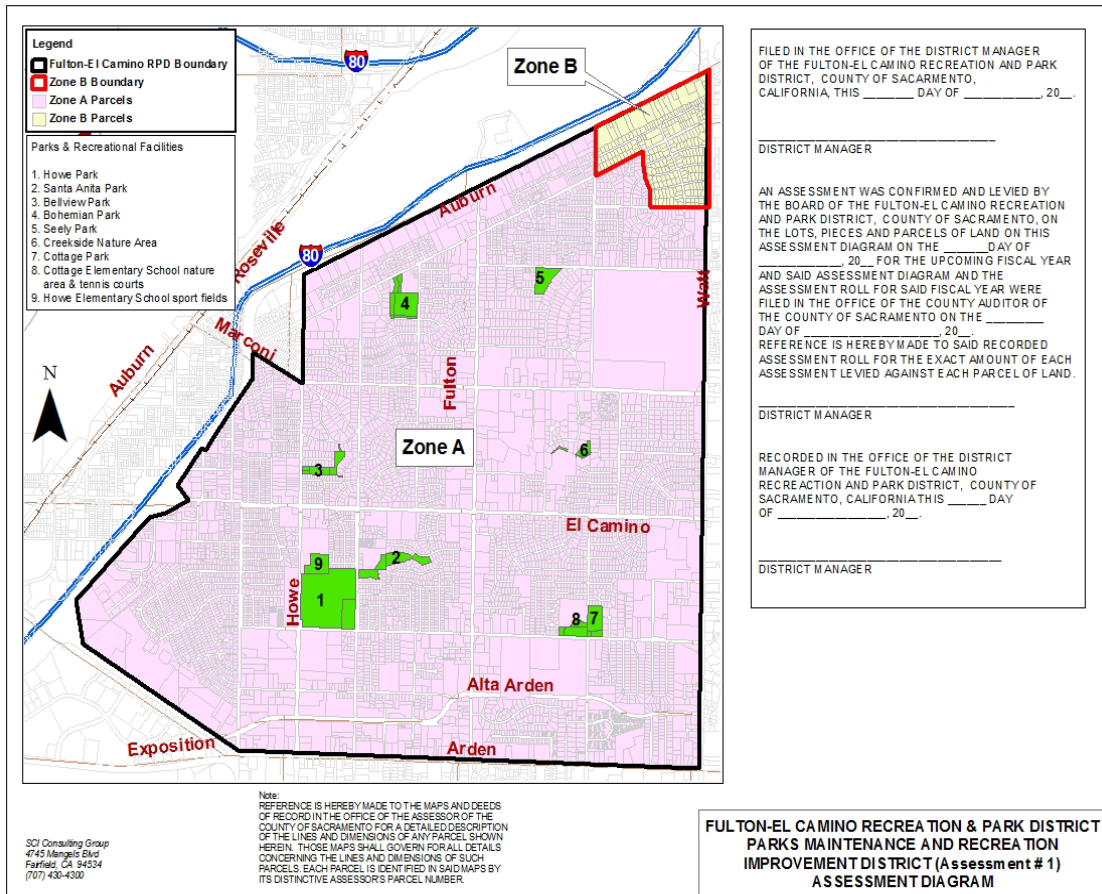 Legend
Fulton-El Camino RPD Boundary
Zone B Boundary
Zone A Parcels
Zone B Parcels
Parks & Recreational Facilities
1. Howe Park
2. Santa Anita Park
3. Bellview Park
4. Bohemian Park
5. Seely Park
6. Creekside Nature Area
7. Cottage Park
8. Cottage Elementary School nature
area & tennis courts
9. Howe Elementary School sport fields
80
Zone B
Auburn
Roseville
80
Watt
5
4
Marconi
Auburn
N
Fulton
Zone A
6
3
El Camino
9
2
Howe
1
8
7
Alta Arden
Exposition
Arden
FILED IN THE OFFICE OF THE DISTRICT MANAGER
OF THE FULTON-EL CAMINO RECREATION AND PARK
DISTRICT, COUNTY OF SACARMENTO,
CALIFORNIA, THIS _______ DAY OF ___________, 20__.
DISTRICT MANAGER
AN ASSESSMENT WAS CONFIRMED AND LEVIED BY
THE BOARD OF THE FULTON-EL CAMINO RECREATION
AND PARK DISTRICT, COUNTY OF SACRAMENTO, ON
THE LOTS, PIECES AND PARCELS OF LAND ON THIS
ASSESSMENT DIAGRAM ON THE ______DAY OF
____________, 20__ FOR THE UPCOMING FISCAL YEAR
AND SAID ASSESSMENT DIAGRAM AND THE
ASSESSMENT ROLL FOR SAID FISCAL YEAR WERE
FILED IN THE OFFICE OF THE COUNTY AUDITOR OF
THE COUNTY OF SACRAMENTO ON THE ________
DAY OF ______________, 20__.
REFERENCE IS HEREBY MADE TO SAID RECORDED
ASSESSMENT ROLL FOR THE EXACT AMOUNT OF EACH
ASSESSMENT LEVIED AGAINST EACH PARCEL OF LAND.
DISTRICT MANAGER
RECORDED IN THE OFFICE OF THE DISTRICT
MANAGER OF THE FULTON-EL CAMINO
RECREACTION AND PARK DISTRICT, COUNTY OF
SACRAMENTO, CALIFORNIA THIS ______ DAY
OF _______________, 20__.
DISTRICT MANAGER
Note:
REFERENCE IS HEREBY MADE TO THE MAPS AND DEEDS
OF RECORD IN THE OFFICE OF THE ASSESSOR OF THE
COUNTY OF SACRAMENTO FOR A DETAILED DESCRIPTION
OF THE LINES AND DIMENSIONS OF ANY PARCEL SHOWN
HEREIN. THOSE MAPS SHALL GOVERN FOR ALL DETAILS
CONCERNING THE LINES AND DIMENSIONS OF SUCH
PARCELS. EACH PARCEL IS IDENTIFIED IN SAID MAPS BY
ITS DISTINCTIVE ASSESSOR'S PARCEL NUMBER.
SCI Consulting Group
4745 Mangels Blvd
Fairfield, CA 94534
(707) 430-4300
FULTON-EL CAMINO RECREATION & PARK DISTRICT
PARKS MAINTENANCE AND RECREATION
IMPROVEMENT DISTRICT (Assessment # 1)
ASSESSMENT DIAGRAM